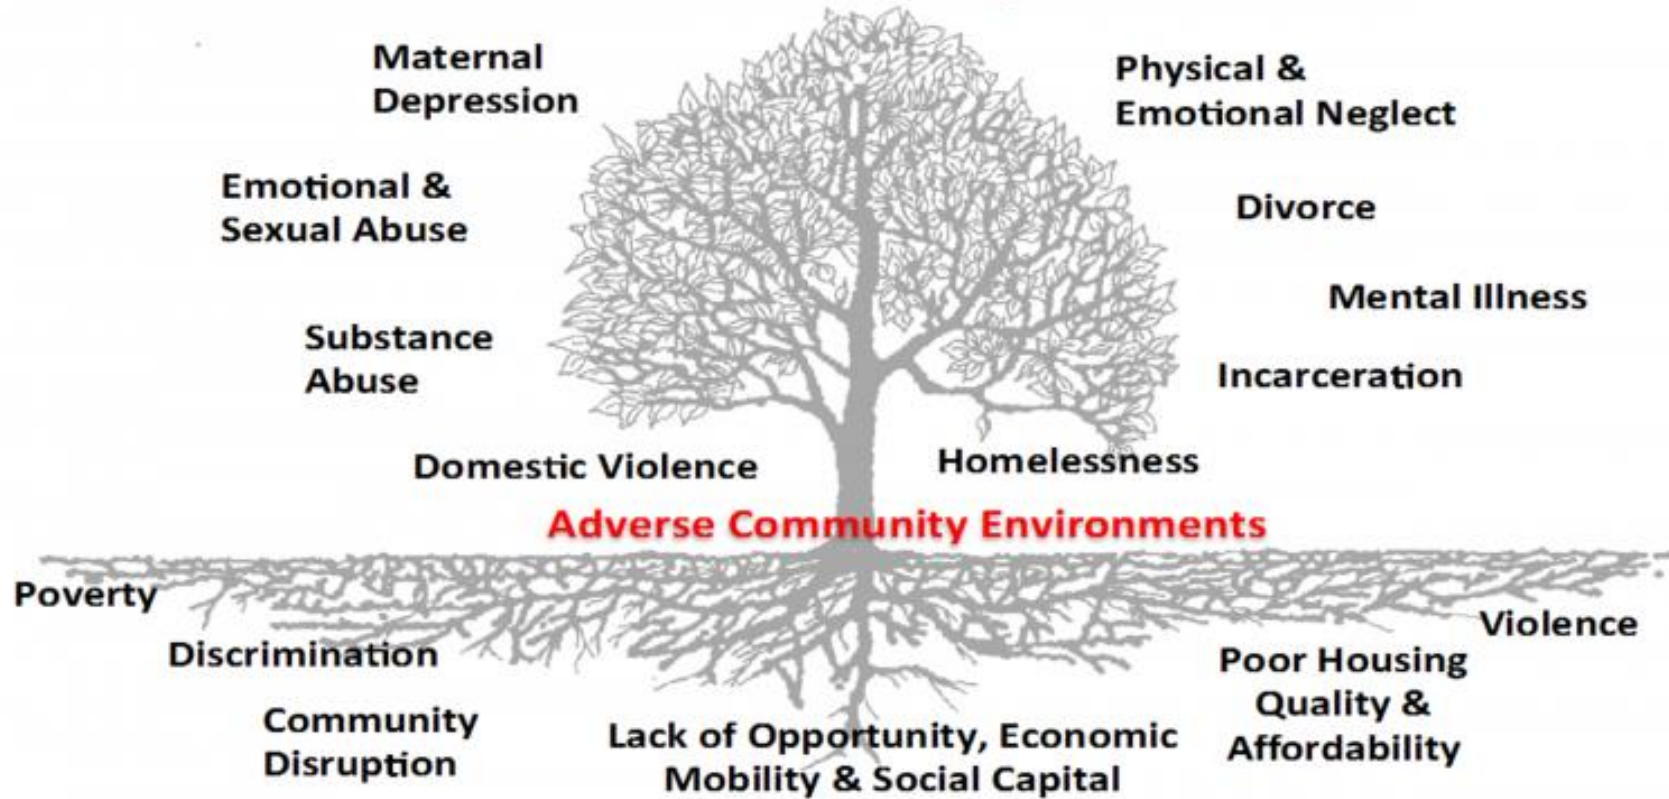 Maternal
Depression
Physical &
Emotional Neglect
Emotional &
Sexual Abuse
Divorce
Mental Illness
Substance
Abuse
Incarceration
Domestic Violence
Homelessness
Adverse Community Environments
Poverty
Violence
Discrimination
Poor Housing
Quality &
Affordability
Community
Disruption
Lack of Opportunity, Economic
Mobility & Social Capital